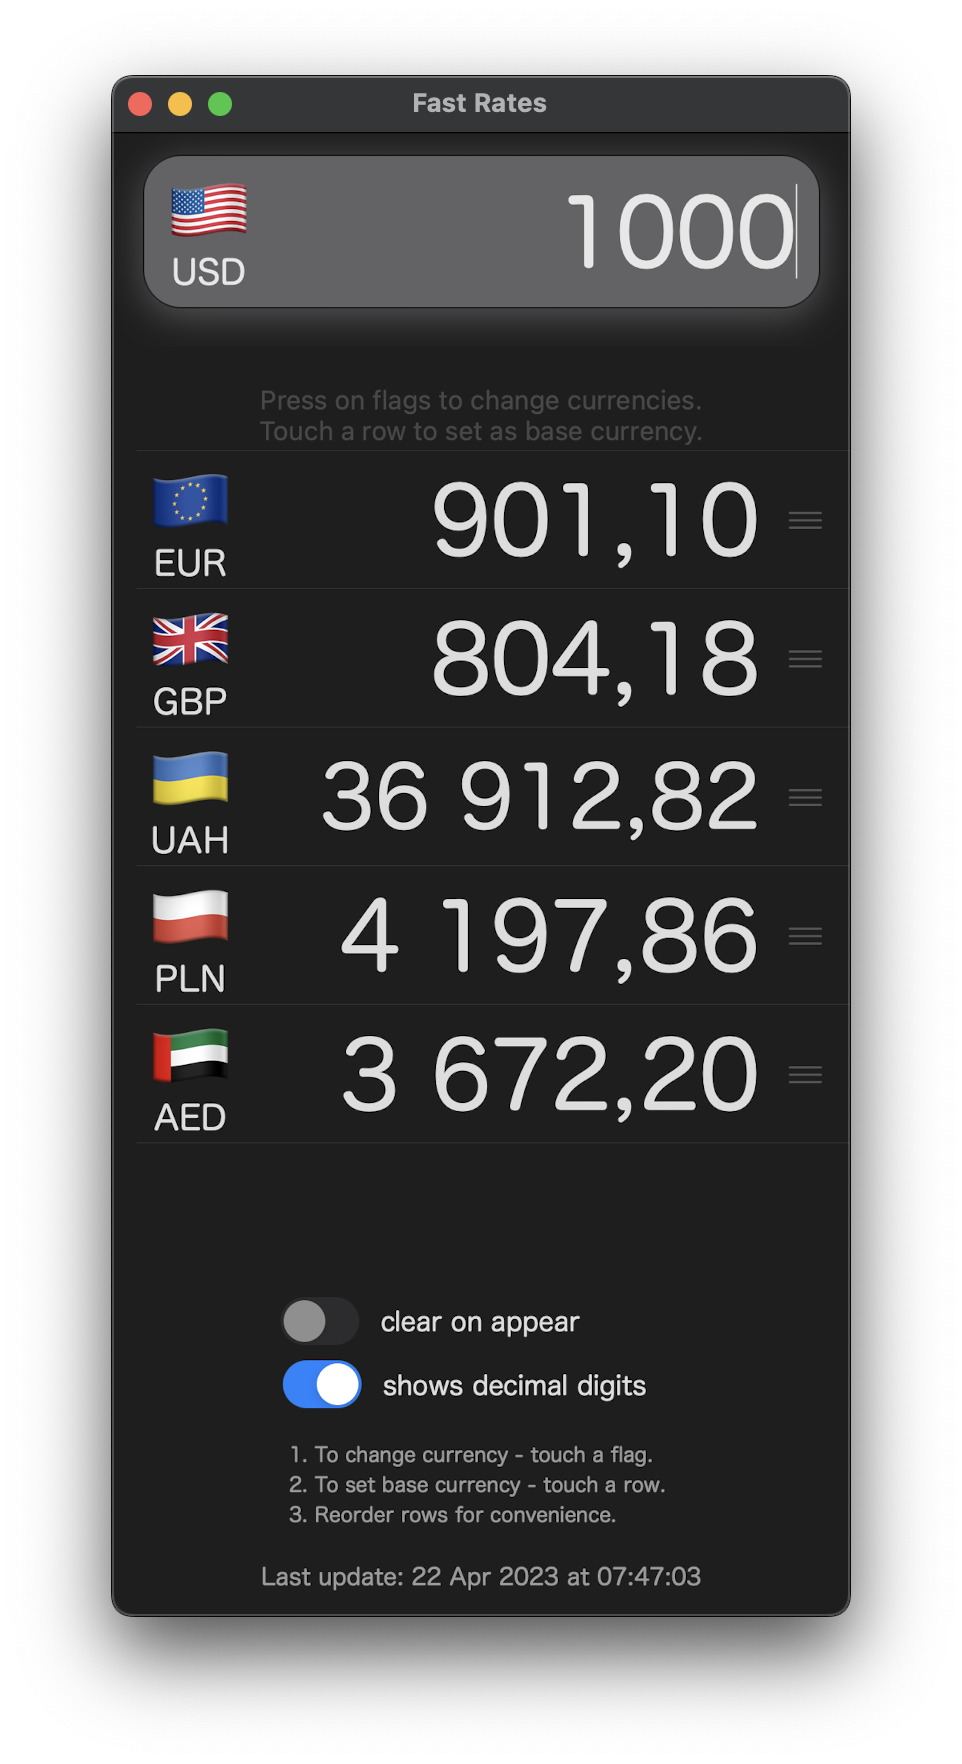 Fast Rates
USD
1000
Press on flags to change currencies.
Touch a row to set as base currency.
EUR
901,10
GBP
804,18
UAH
36 912,82
PLN
4 197,86
AED
3 672,20
clear on appear
shows decimal digits
1. To change currency - touch a flag.
2. To set base currency - touch a row.
3. Reorder rows for convenience.
Last update: 22 Apr 2023 at 07:47:03